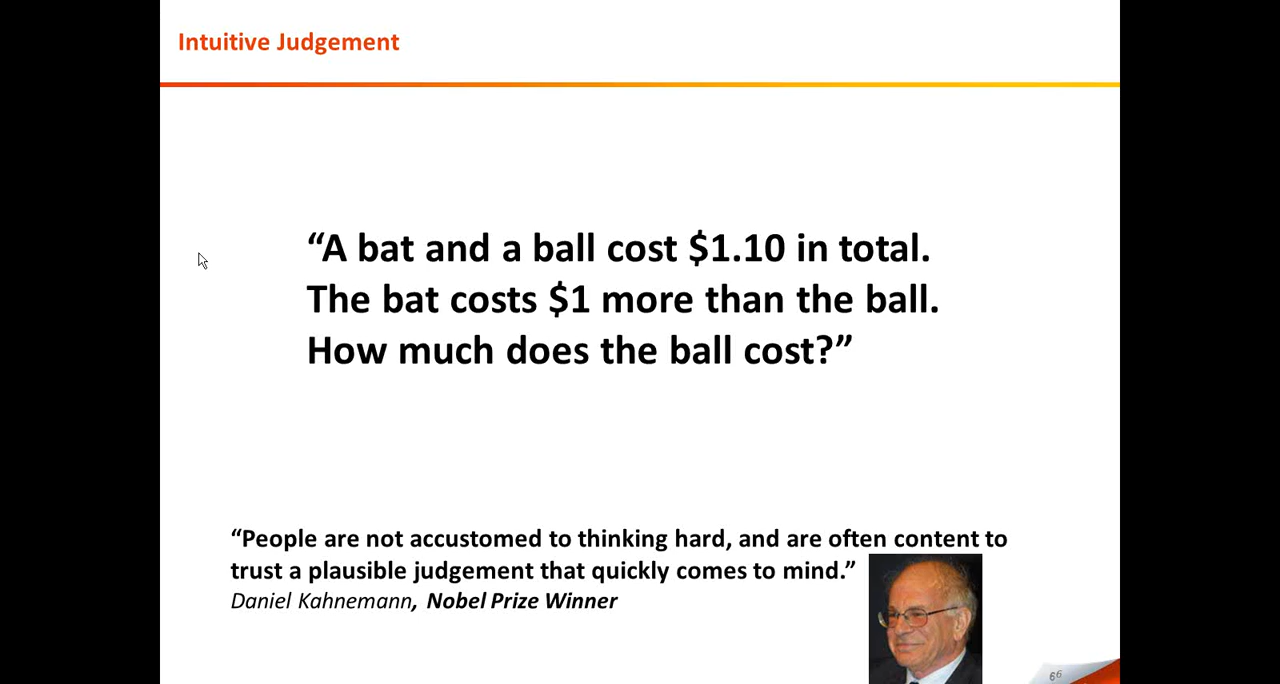 Intuitive Judgement
“A bat and a ball cost $1.10 in total.
The bat costs $1 more than the ball.
How much does the ball cost?”
“People are not accustomed to thinking hard, and are often content to
trust a plausible judgement that quickly comes to mind.”
Daniel Kahnemann, Nobel Prize Winner
66